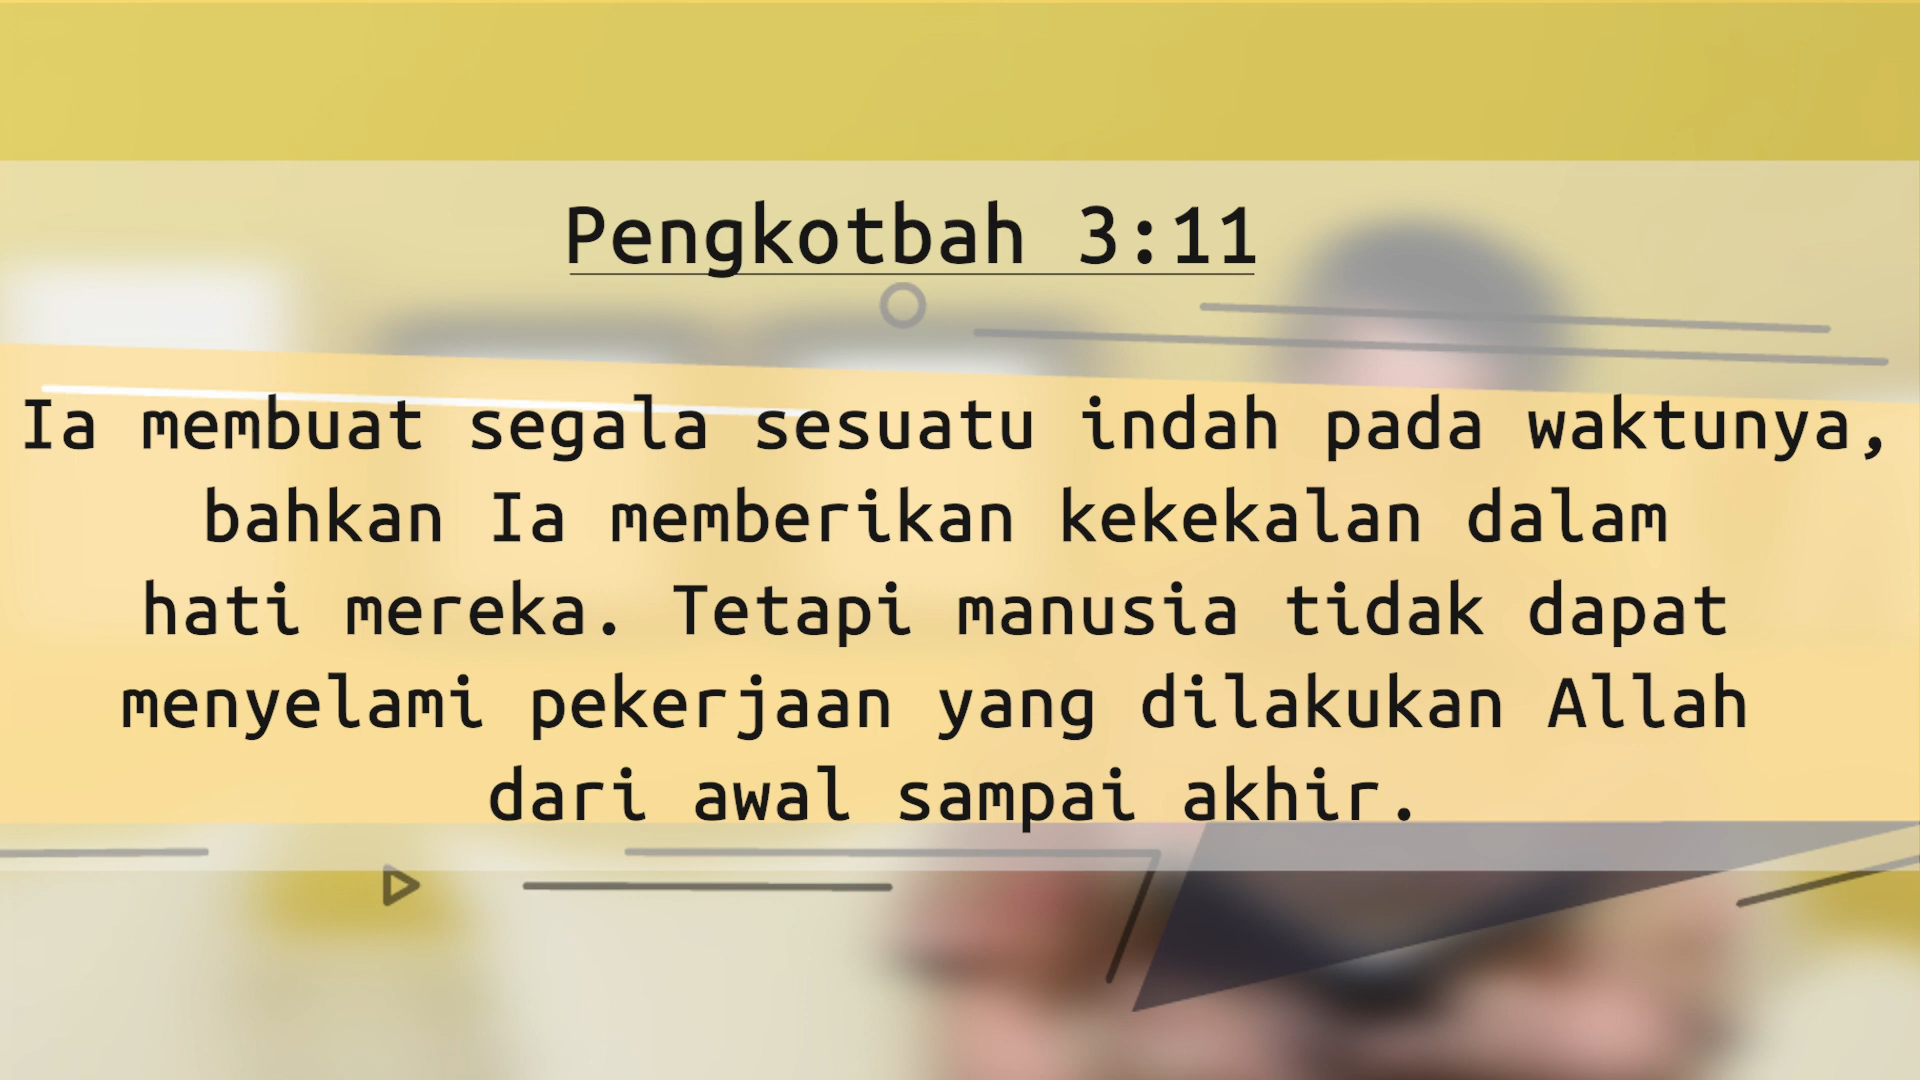 Pengkotbah 3:11
Ia membuat segala sesuatu indah pada waktunya,
bahkan Ia memberikan kekekalan dalam
hati mereka. Tetapi manusia tidak dapat
menyelami pekerjaan yang dilakukan Allah
dari awal sampai akhir.